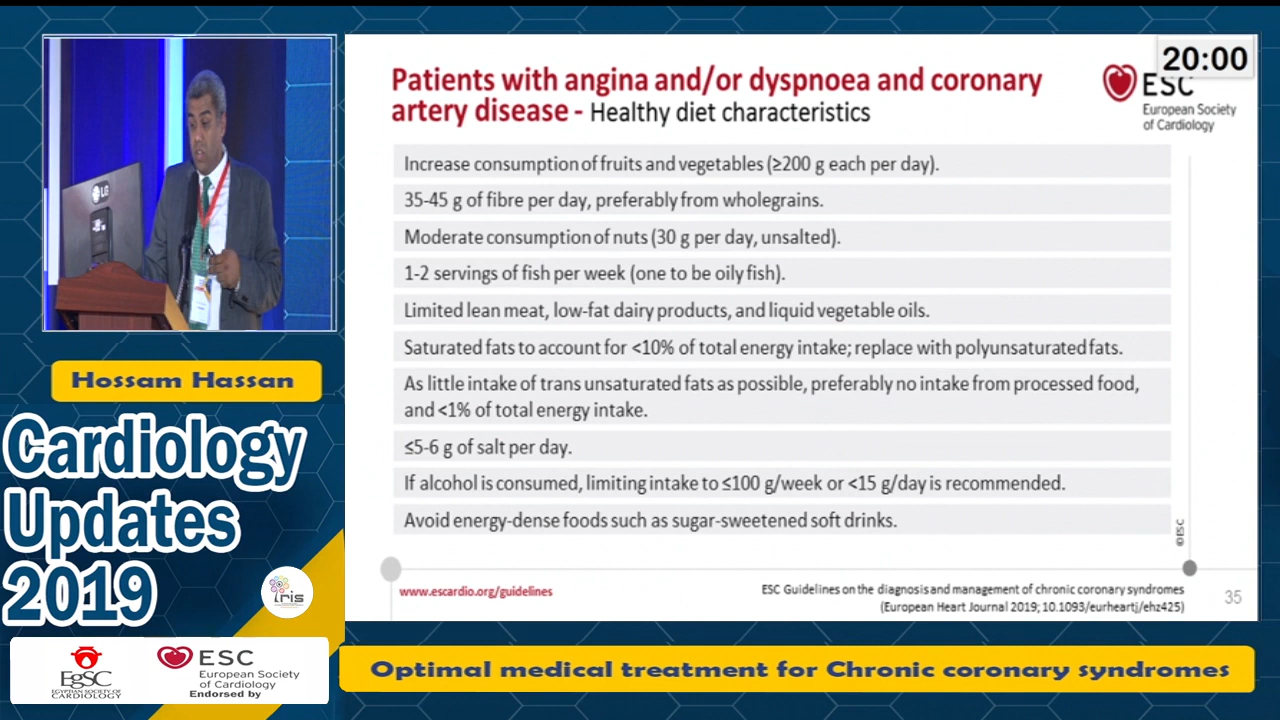 20:00
Patients with angina and/or dyspnoea and coronary
artery disease - Healthy diet characteristics
ESC
European Society
of Cardiology
Increase consumption of fruits and vegetables (≥200 g each per day).
35-45 g of fibre per day, preferably from wholegrains.
Moderate consumption of nuts (30 g per day, unsalted).
1-2 servings of fish per week (one to be oily fish).
Limited lean meat, low-fat dairy products, and liquid vegetable oils.
Saturated fats to account for <10% of total energy intake; replace with polyunsaturated fats.
As little intake of trans unsaturated fats as possible, preferably no intake from processed food,
and <1% of total energy intake.
≤5-6 g of salt per day.
If alcohol is consumed, limiting intake to ≤100 g/week or <15 g/day is recommended.
Avoid energy-dense foods such as sugar-sweetened soft drinks.
©ESC
www.escardio.org/guidelines
ESC Guidelines on the diagnosis and management of chronic coronary syndromes
(European Heart Journal 2019; 10.1093/eurheartj/ehz425)
35
LG
Hossam Hassan
Cardiology
Updates
2019
iris
EgSC
EGYPTIAN SOCIETY OF
CARDIOLOGY
ESC
European Society
of Cardiology
Endorsed by
Optimal medical treatment for Chronic coronary syndromes